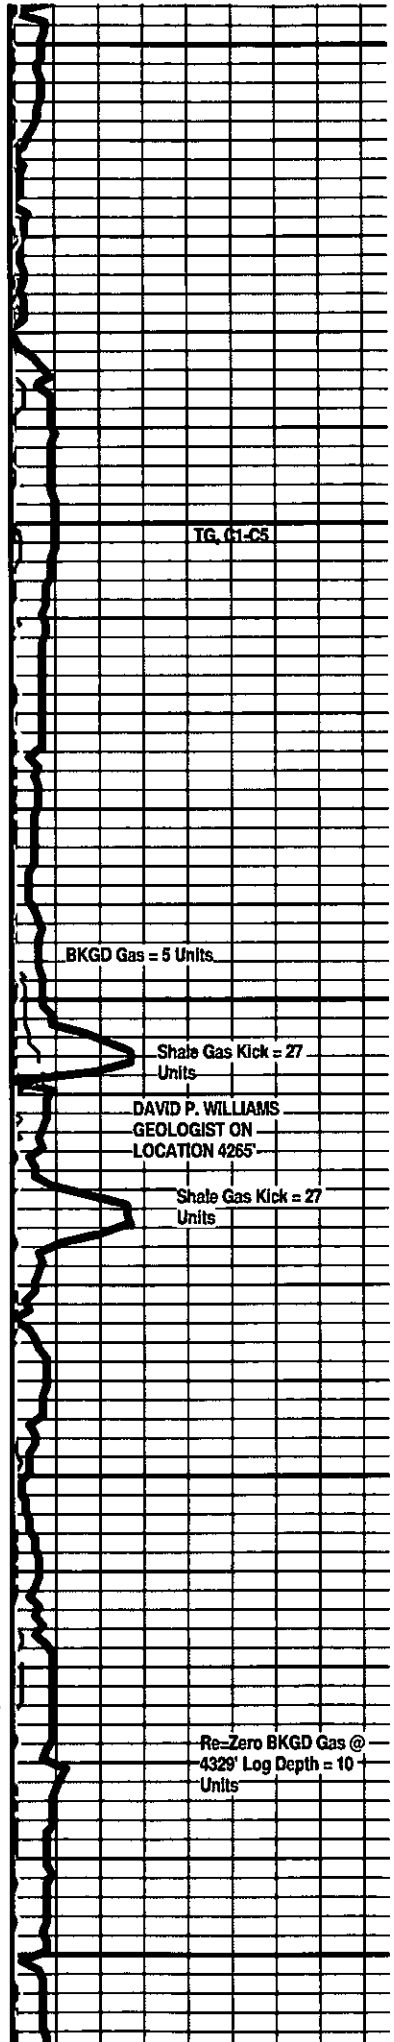 TG, C1-C5
BKGD Gas = 5 Units
Shale Gas Kick = 27
Units
DAVID P. WILLIAMS
GEOLOGIST ON
LOCATION 4265'
Shale Gas Kick = 27
Units
Re=Zero BKGD Gas @
4329' Log Depth = 10
Units